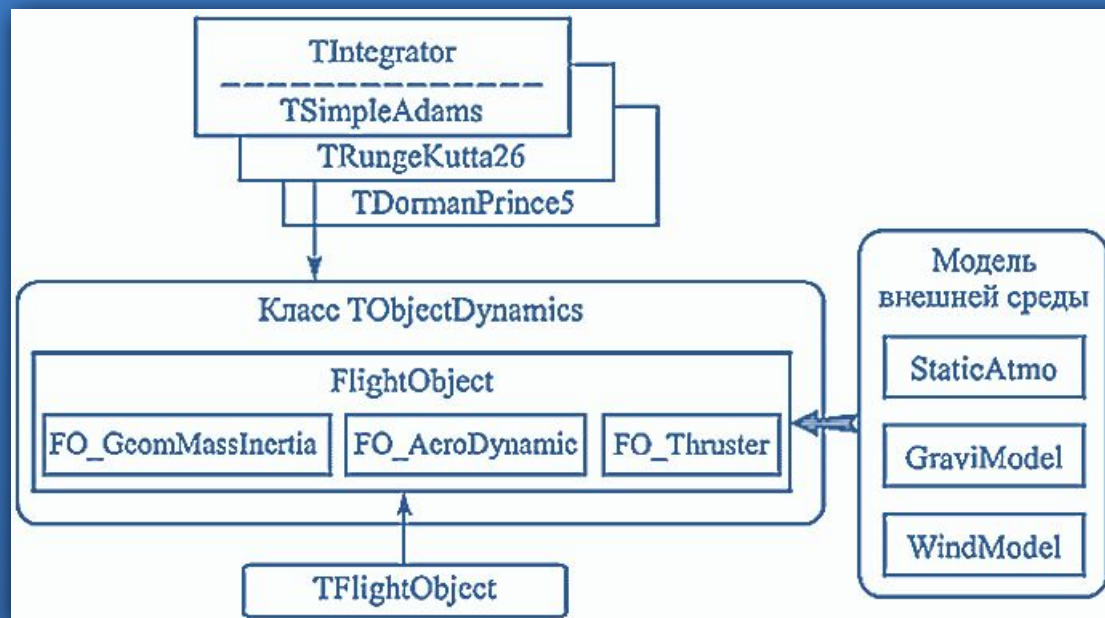 TIntegrator
TSimpleAdams
TRungeKutta26
TDormanPrince5
Класс TObjectDynamics
FlightObject
FO_GeomMassInertia
FO_AeroDynamic
FO_Thruster
TFlightObject
Модель
внешней среды
StaticAtmo
GraviModel
WindModel